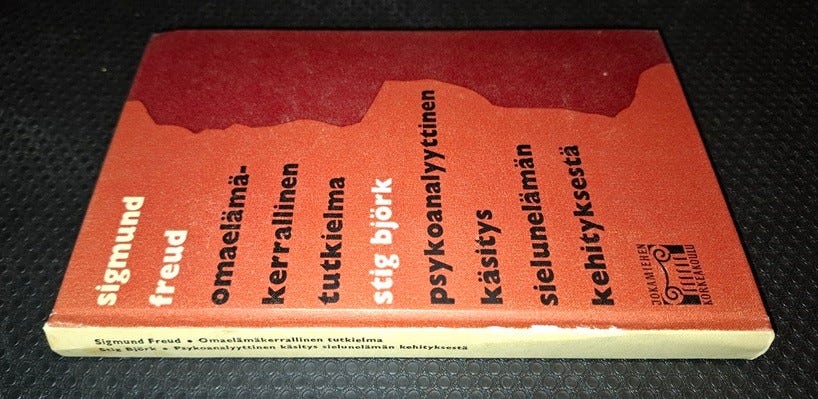 sigmund
freud
omaelämä-
kerrallinen
tutkielma
stig björk
psykoanalyyttinen
käsitys
sielunelämän
kehityksestä
JOKAMIEHEN
KORKEAKOULU
Sigmund Freud • Omaelämäkerrallinen tutkielma
Stig Björk • Psykoanalyyttinen käsitys sielunelämän kehityksestä